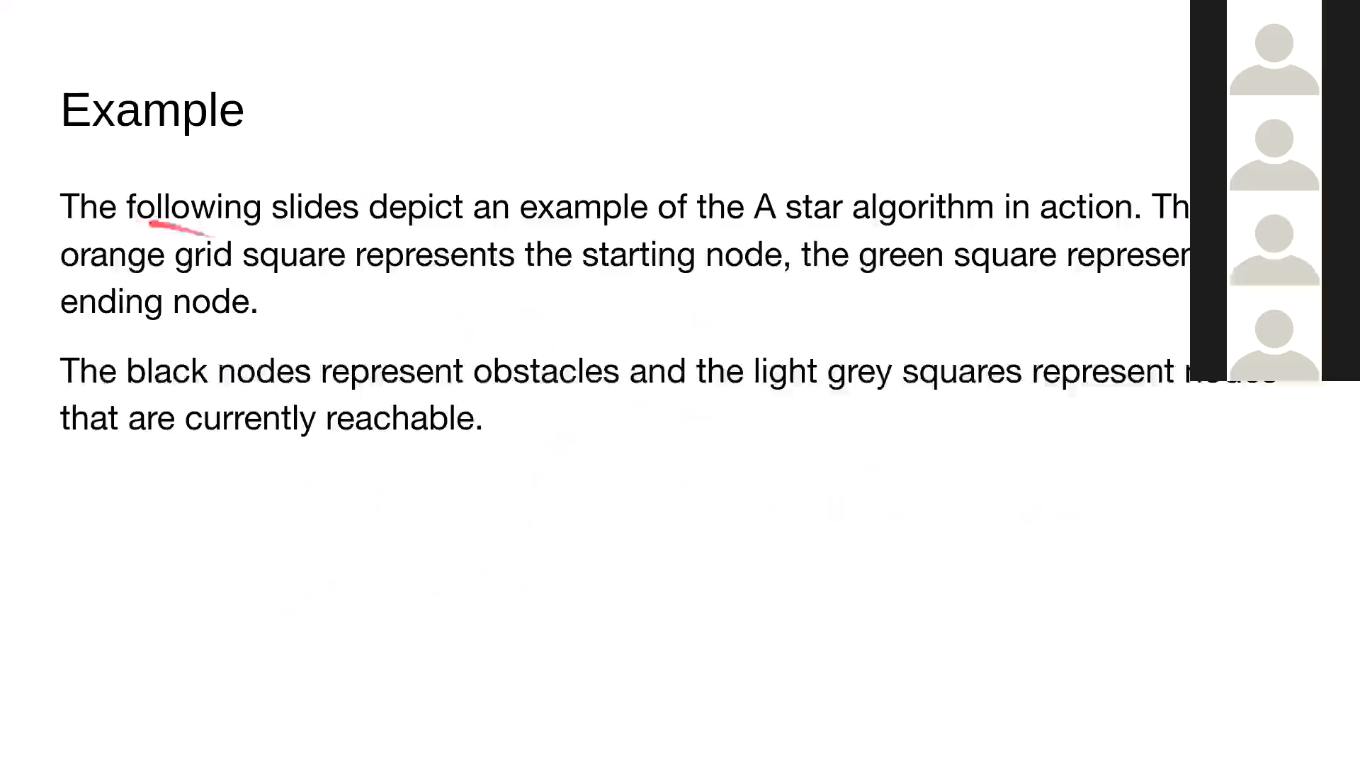 Example
The following slides depict an example of the A star algorithm in action. Th
orange grid square represents the starting node, the green square represen
ending node.
The black nodes represent obstacles and the light grey squares represent nodes
that are currently reachable.